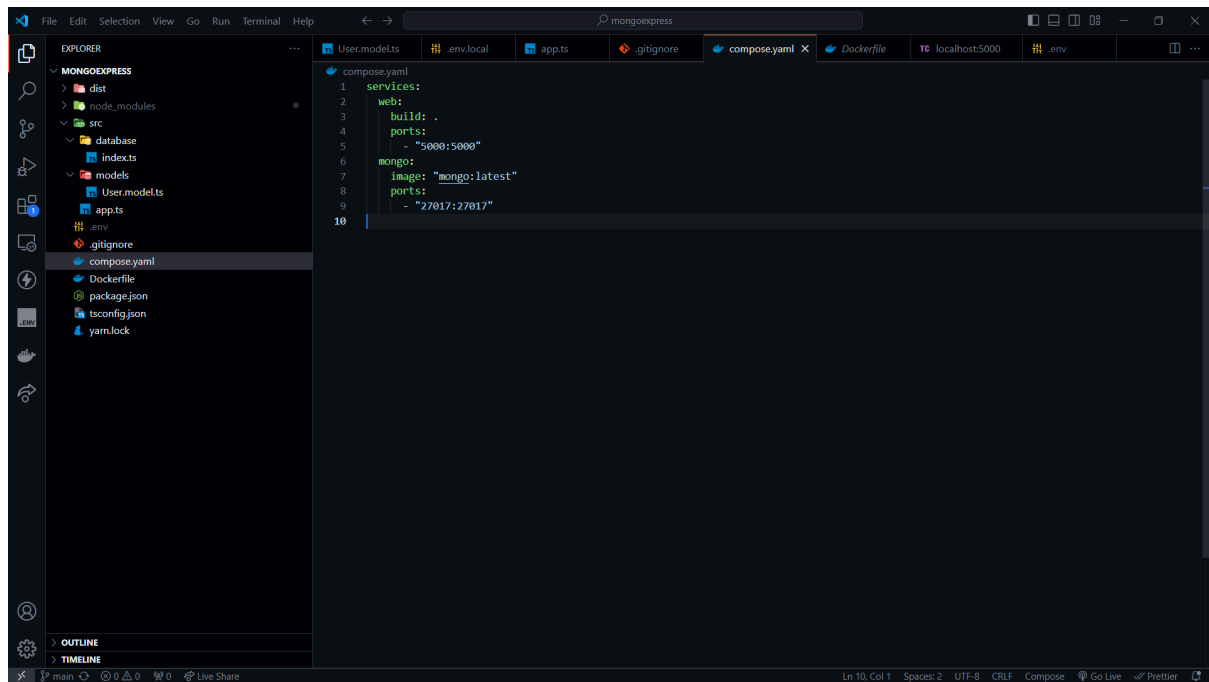 File Edit Selection View Go Run Terminal Help
mongoexpress
EXPLORER
User.model.ts
.env.local
app.ts
.gitignore
compose.yaml
Dockerfile
TC localhost:5000
.env
MONGOEXPRESS
dist
node_modules
src
database
index.ts
models
User.model.ts
app.ts
.env
.gitignore
compose.yaml
Dockerfile
package.json
tsconfig.json
yarn.lock
OUTLINE
TIMELINE
compose.yaml
1 services:
2 web:
3 build: .
4 ports:
5 - "5000:5000"
6 mongo:
7 image: "mongo:latest"
8 ports:
9 - "27017:27017"
10
1
.ENV
main 0 0 0 Live Share
Ln 10, Col 1 Spaces: 2 UTF-8 CRLF Compose Go Live Prettier